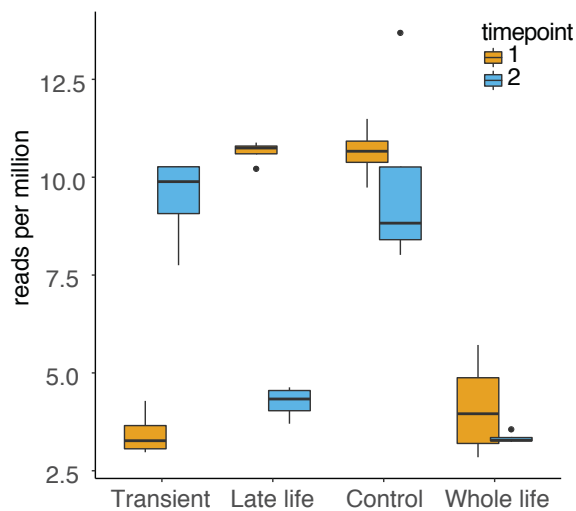 timepoint
1
2
12.5
10.0
7.5
5.0
2.5
reads per million
Transient Late life Control Whole life